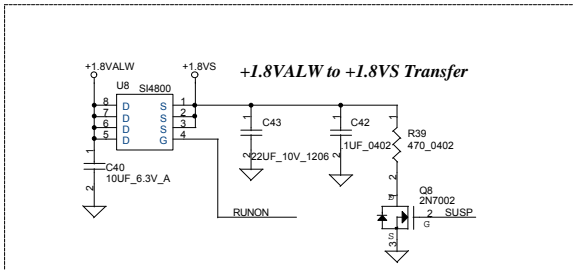 +1.8VALW to +1.8VS Transfer
+1.8VALW
+1.8VS
U8
SI4800
8 D S 1
7 D S 2
6 D S 3
5 D G 4
1
C40
10UF_6.3V_A
2
RUNON
1
C43
22UF_10V_1206
2
1
C42
.1UF_0402
2
1
R39
470_0402
2
Q8
2N7002
1
D
2
G
SUSP
S
3